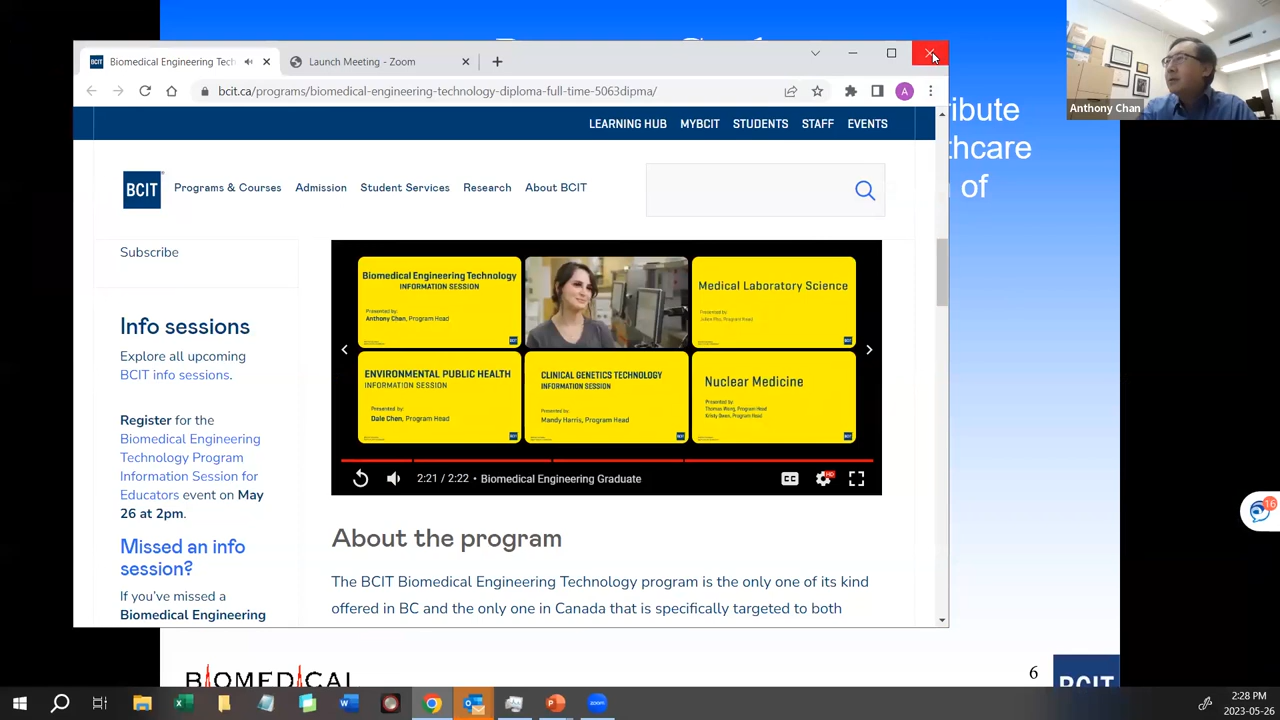 Biomedical Engineering Tech
Launch Meeting - Zoom
bcit.ca/programs/biomedical-engineering-technology-diploma-full-time-5063dipma/
A
LEARNING HUB MYBCIT STUDENTS STAFF EVENTS
BCIT
Programs & Courses Admission Student Services Research About BCIT
Subscribe
Info sessions
Explore all upcoming
BCIT info sessions.
Register for the
Biomedical Engineering
Technology Program
Information Session for
Educators event on May
26 at 2pm.
Missed an info
session?
If you've missed a
Biomedical Engineering
Biomedical Engineering Technology
INFORMATION SESSION
Presented by:
Anthony Chan, Program Head
Medical Laboratory Science
ENVIRONMENTAL PUBLIC HEALTH
INFORMATION SESSION
Presented by:
Dale Chen, Program Head
CLINICAL GENETICS TECHNOLOGY
INFORMATION SESSION
Presented by:
Mandy Harris, Program Head
Nuclear Medicine
Presented by:
2:21 / 2:22 • Biomedical Engineering Graduate
CC
HD
About the program
The BCIT Biomedical Engineering Technology program is the only one of its kind
offered in BC and the only one in Canada that is specifically targeted to both
ibute
thcare
of
Anthony Chan
16
BIOMEDICAL
6
BCIT
2:28 PM
2023-05-26